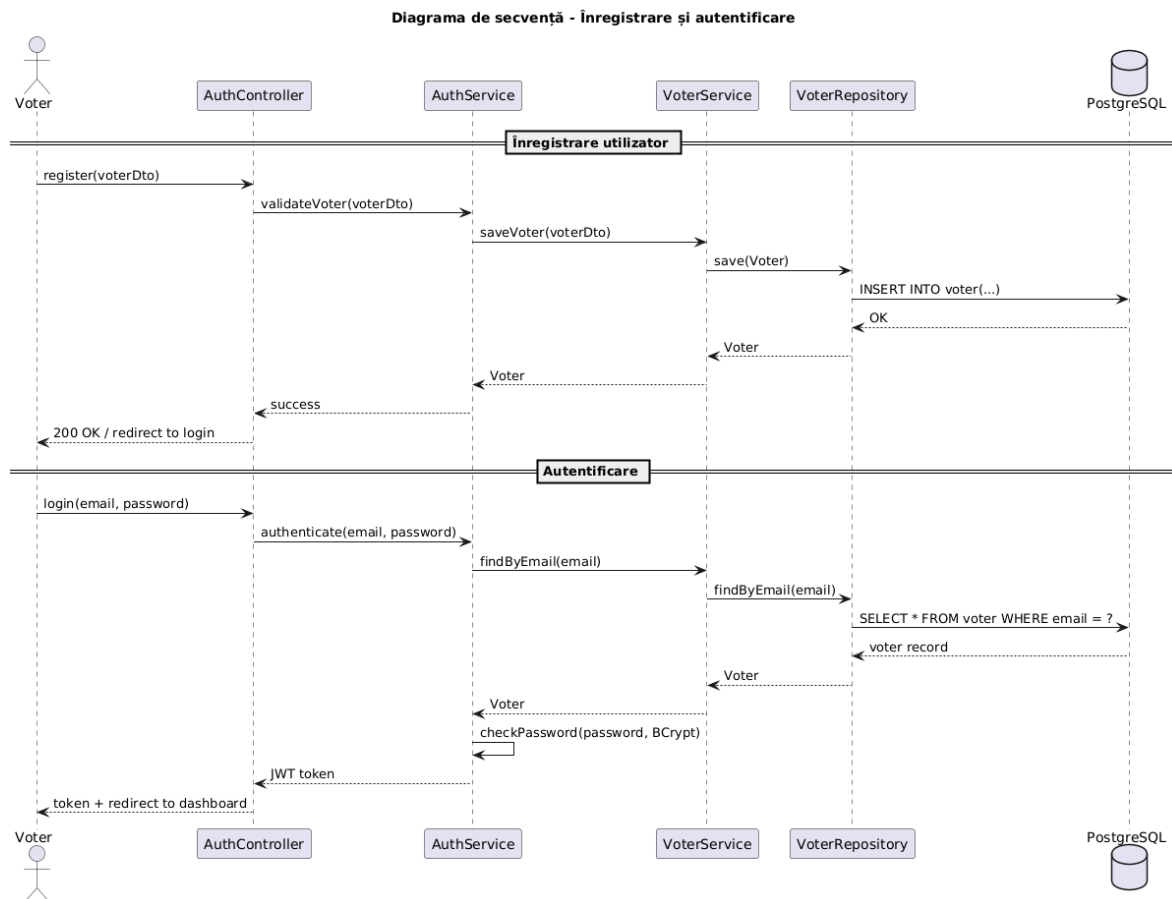 Diagrama de secvență - Înregistrare și autentificare
Voter
AuthController
AuthService
VoterService
VoterRepository
PostgreSQL
Înregistrare utilizator
register(voterDto)
validateVoter(voterDto)
saveVoter(voterDto)
save(Voter)
INSERT INTO voter(...)
OK
Voter
Voter
success
200 OK / redirect to login
Autentificare
login(email, password)
authenticate(email, password)
findByEmail(email)
findByEmail(email)
SELECT * FROM voter WHERE email = ?
voter record
Voter
Voter
checkPassword(password, BCrypt)
JWT token
token + redirect to dashboard
Voter
AuthController
AuthService
VoterService
VoterRepository
PostgreSQL